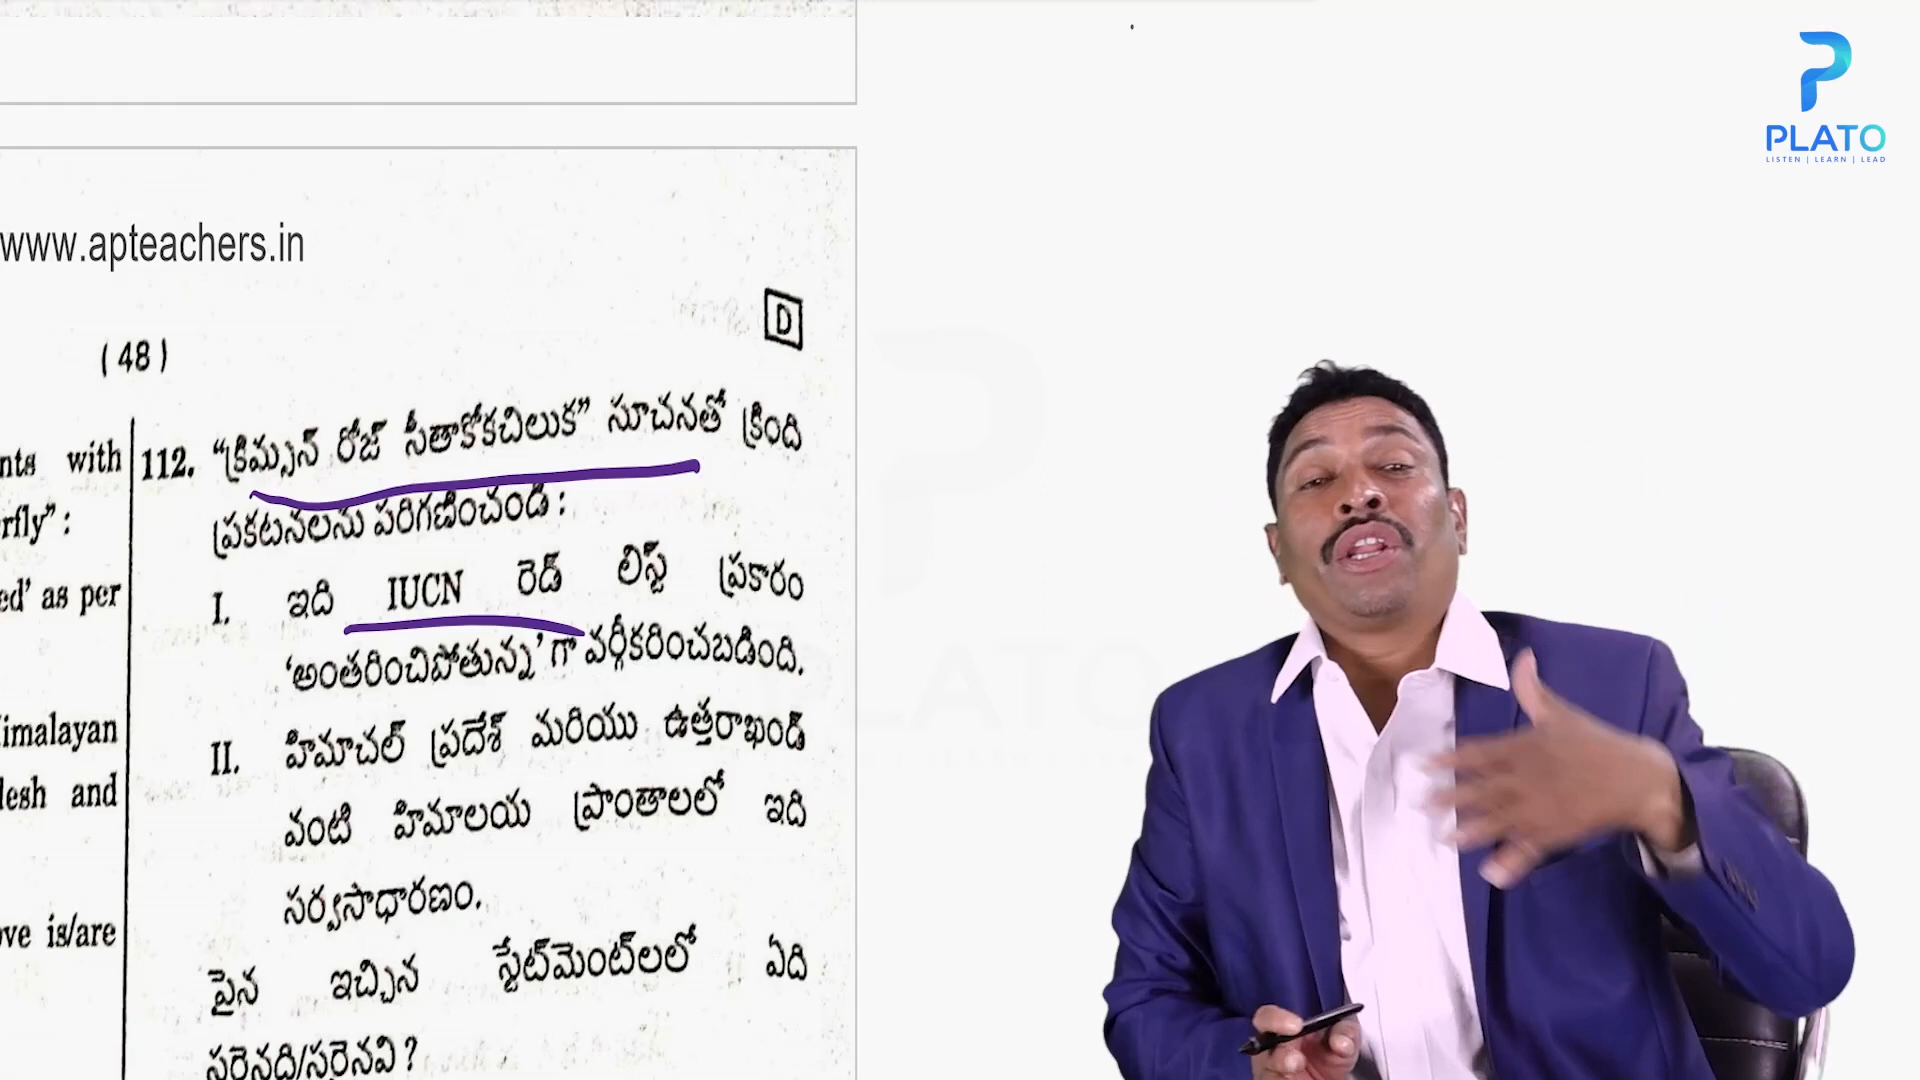 PLATO
LISTEN | LEARN | LEAD
www.apteachers.in
D
( 48 )
nts with
rfly" :
ed' as per
imalayan
lesh and
ove is/are
112. "క్రిమ్సన్ రోజ్ సీతాకోకచిలుక" సూచనతో క్రింది
ప్రకటనలను పరిగణించండి :
I. ఇది IUCN రెడ్ లిస్ట్ ప్రకారం
'అంతరించిపోతున్న' గా వర్గీకరించబడింది.
II. హిమాచల్ ప్రదేశ్ మరియు ఉత్తరాఖండ్
వంటి హిమాలయ ప్రాంతాలలో ఇది
సర్వసాధారణం.
పైన ఇచ్చిన స్టేట్‌మెంట్‌లలో ఏది
సరైనది/సరైనవి ?